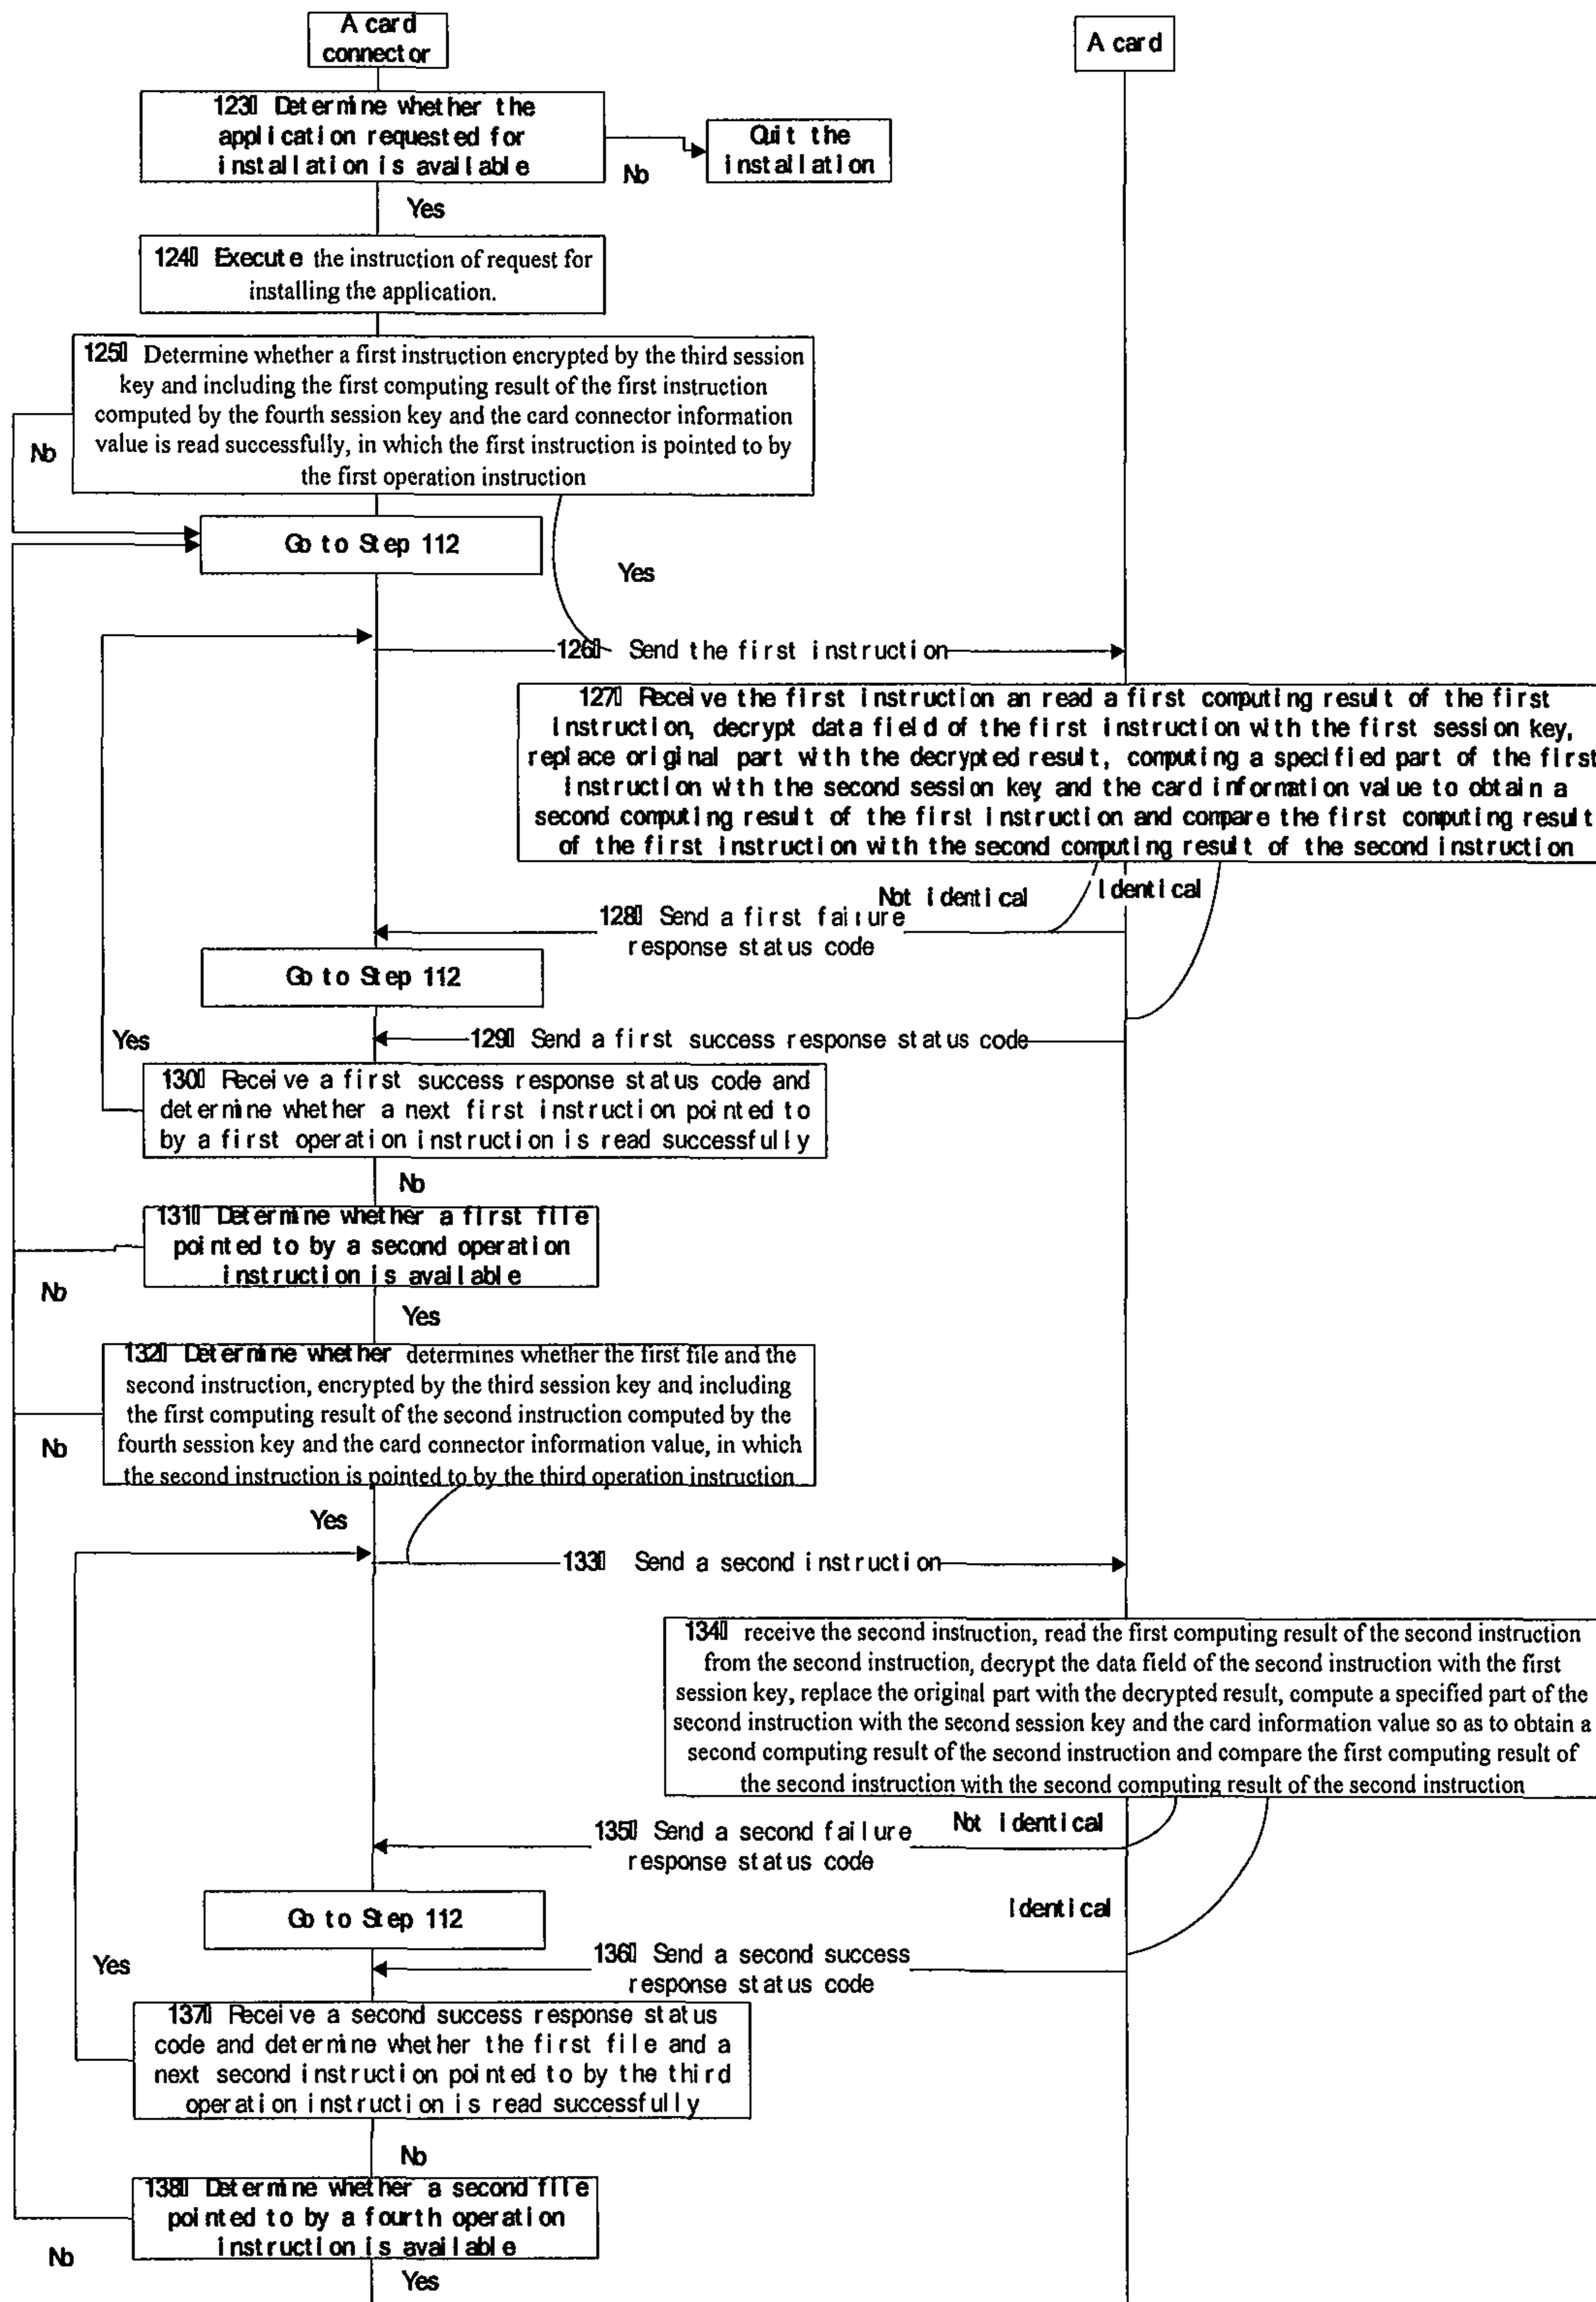 A card
connector
A card
123 Determine whether the
application requested for
installation is available
No
Quit the
installation
Yes
124 Execute the instruction of request for
installing the application.
125 Determine whether a first instruction encrypted by the third session
key and including the first computing result of the first instruction
computed by the fourth session key and the card connector information
value is read successfully, in which the first instruction is pointed to by
the first operation instruction
No
Go to Step 112
Yes
126 Send the first instruction
127 Receive the first instruction an read a first computing result of the first
instruction, decrypt data field of the first instruction with the first session key,
replace original part with the decrypted result, computing a specified part of the first
instruction with the second session key and the card information value to obtain a
second computing result of the first instruction and compare the first computing result
of the first instruction with the second computing result of the second instruction
Not identical
Identical
128 Send a first failure
response status code
Go to Step 112
129 Send a first success response status code
Yes
130 Receive a first success response status code and
determine whether a next first instruction pointed to
by a first operation instruction is read successfully
No
131 Determine whether a first file
pointed to by a second operation
instruction is available
No
Yes
132 Determine whether determines whether the first file and the
second instruction, encrypted by the third session key and including
the first computing result of the second instruction computed by the
fourth session key and the card connector information value, in which
the second instruction is pointed to by the third operation instruction
No
Yes
133 Send a second instruction
134 receive the second instruction, read the first computing result of the second instruction
from the second instruction, decrypt the data field of the second instruction with the first
session key, replace the original part with the decrypted result, compute a specified part of the
second instruction with the second session key and the card information value so as to obtain a
second computing result of the second instruction and compare the first computing result of
the second instruction with the second computing result of the second instruction
Not identical
135 Send a second failure
response status code
Go to Step 112
Identical
136 Send a second success
response status code
Yes
137 Receive a second success response status
code and determine whether the first file and a
next second instruction pointed to by the third
operation instruction is read successfully
No
138 Determine whether a second file
pointed to by a fourth operation
instruction is available
No
Yes